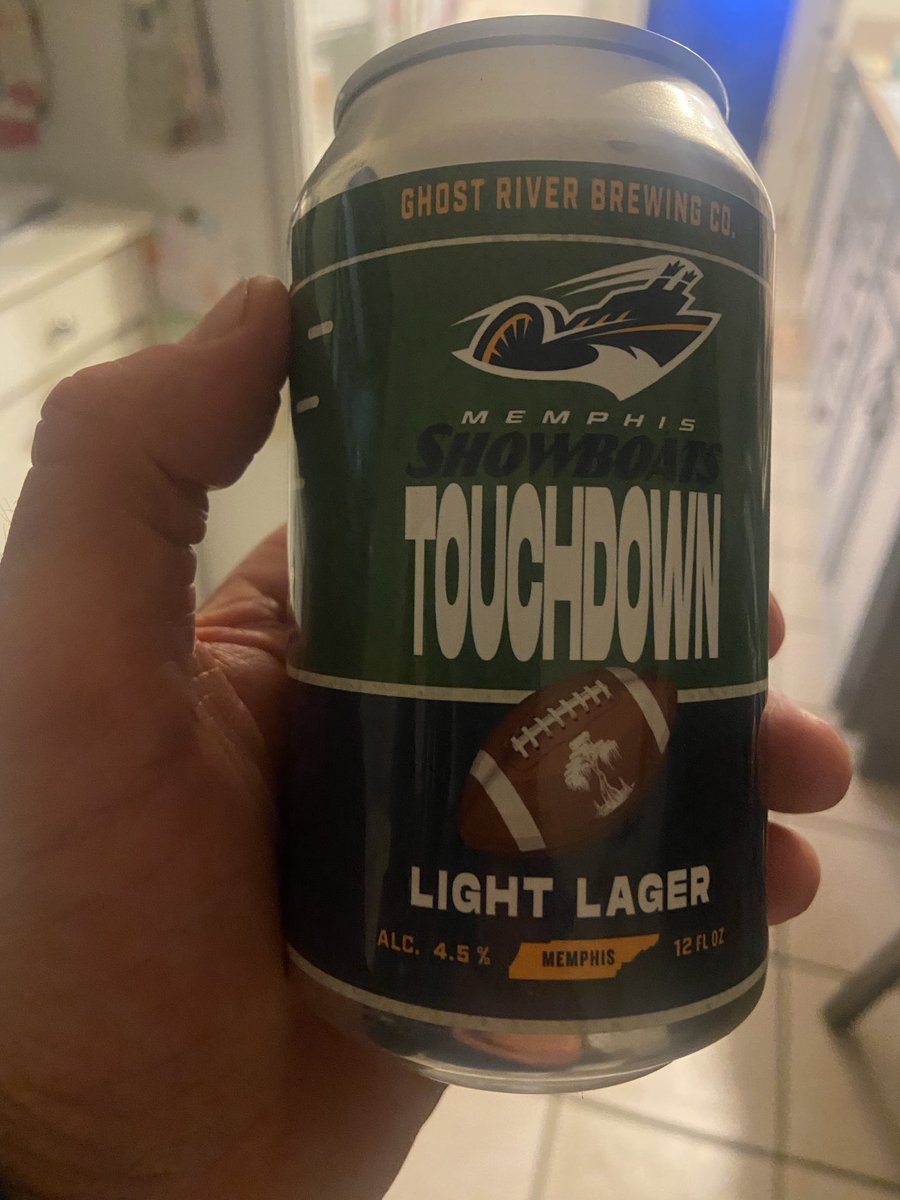 GHOST RIVER BREWING CO.
MEMPHIS
SHOWBOATS
TOUCHDOWN
LIGHT LAGER
ALC. 4.5% MEMPHIS 12 FL OZ